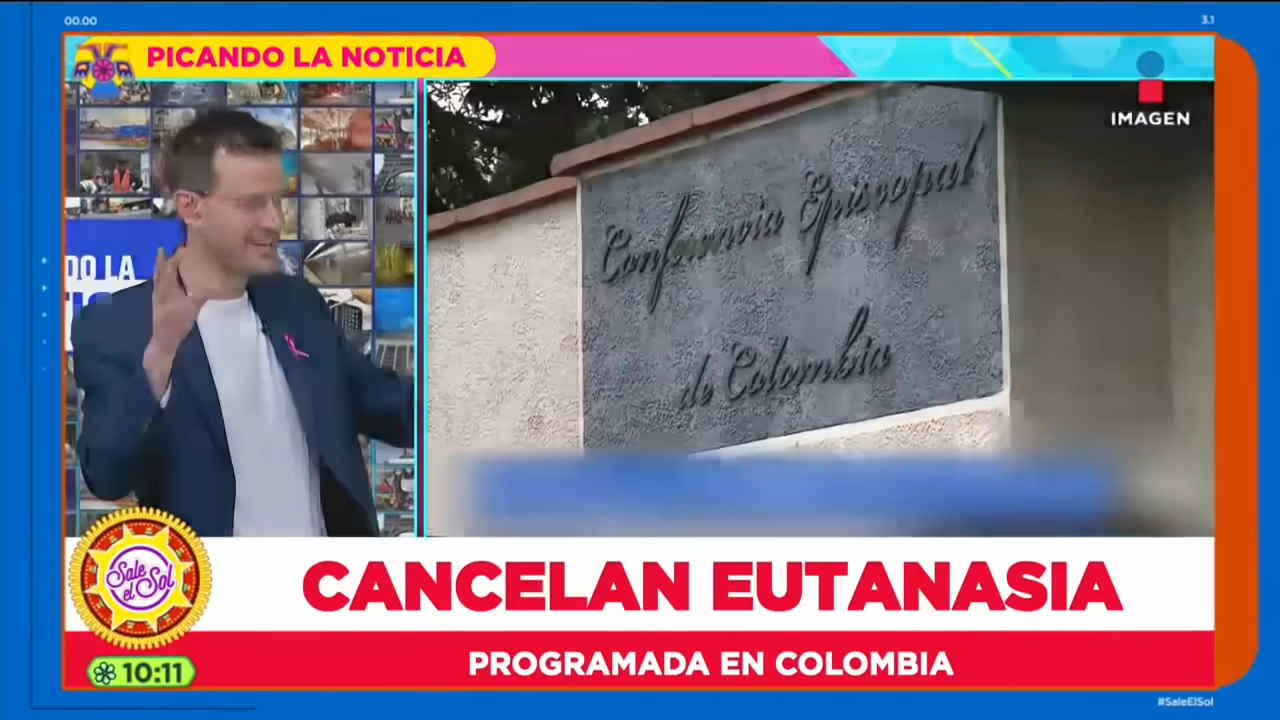 00.00
3.1
PICANDO LA NOTICIA
IMAGEN
DO LA
Conferencia Episcopal
de Colombia
Sale
el Sol
CANCELAN EUTANASIA
PROGRAMADA EN COLOMBIA
10:11
#SaleElSol